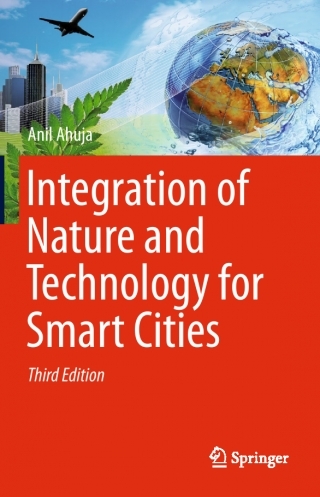 Anil Ahuja
Integration of
Nature and
Technology for
Smart Cities
Third Edition
Springer